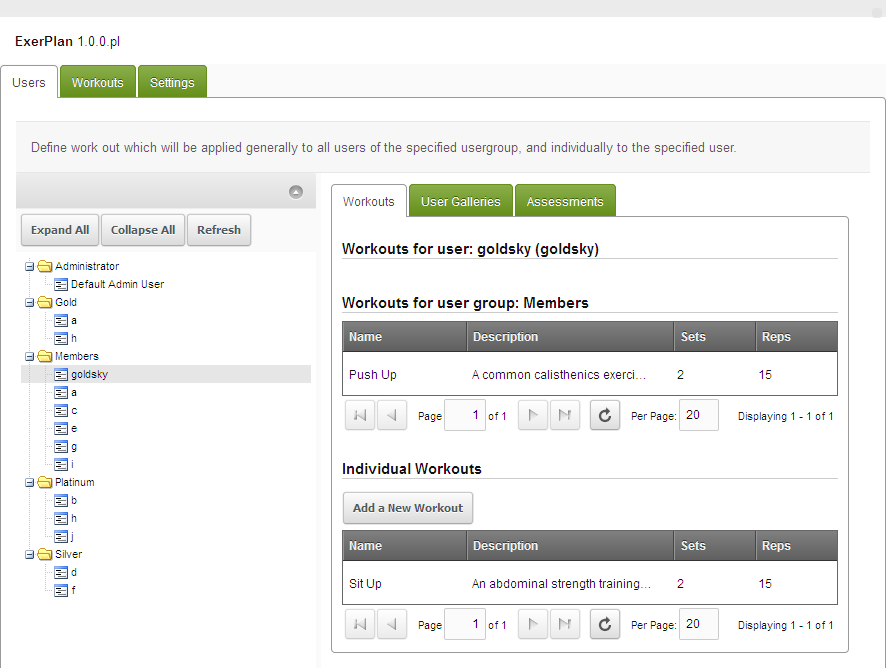 ExerPlan 1.0.0.pl
Users Workouts Settings
Define work out which will be applied generally to all users of the specified usergroup, and individually to the specified user.
Expand All Collapse All Refresh
Administrator
Default Admin User
Gold
a
h
Members
goldsky
a
c
e
g
i
Platinum
b
h
j
Silver
d
f
Workouts User Galleries Assessments
Workouts for user: goldsky (goldsky)
Workouts for user group: Members
Name Description Sets Reps
Push Up A common calisthenics exerci... 2 15
Page 1 of 1 Per Page: 20 Displaying 1 - 1 of 1
Individual Workouts
Add a New Workout
Name Description Sets Reps
Sit Up An abdominal strength training... 2 15
Page 1 of 1 Per Page: 20 Displaying 1 - 1 of 1